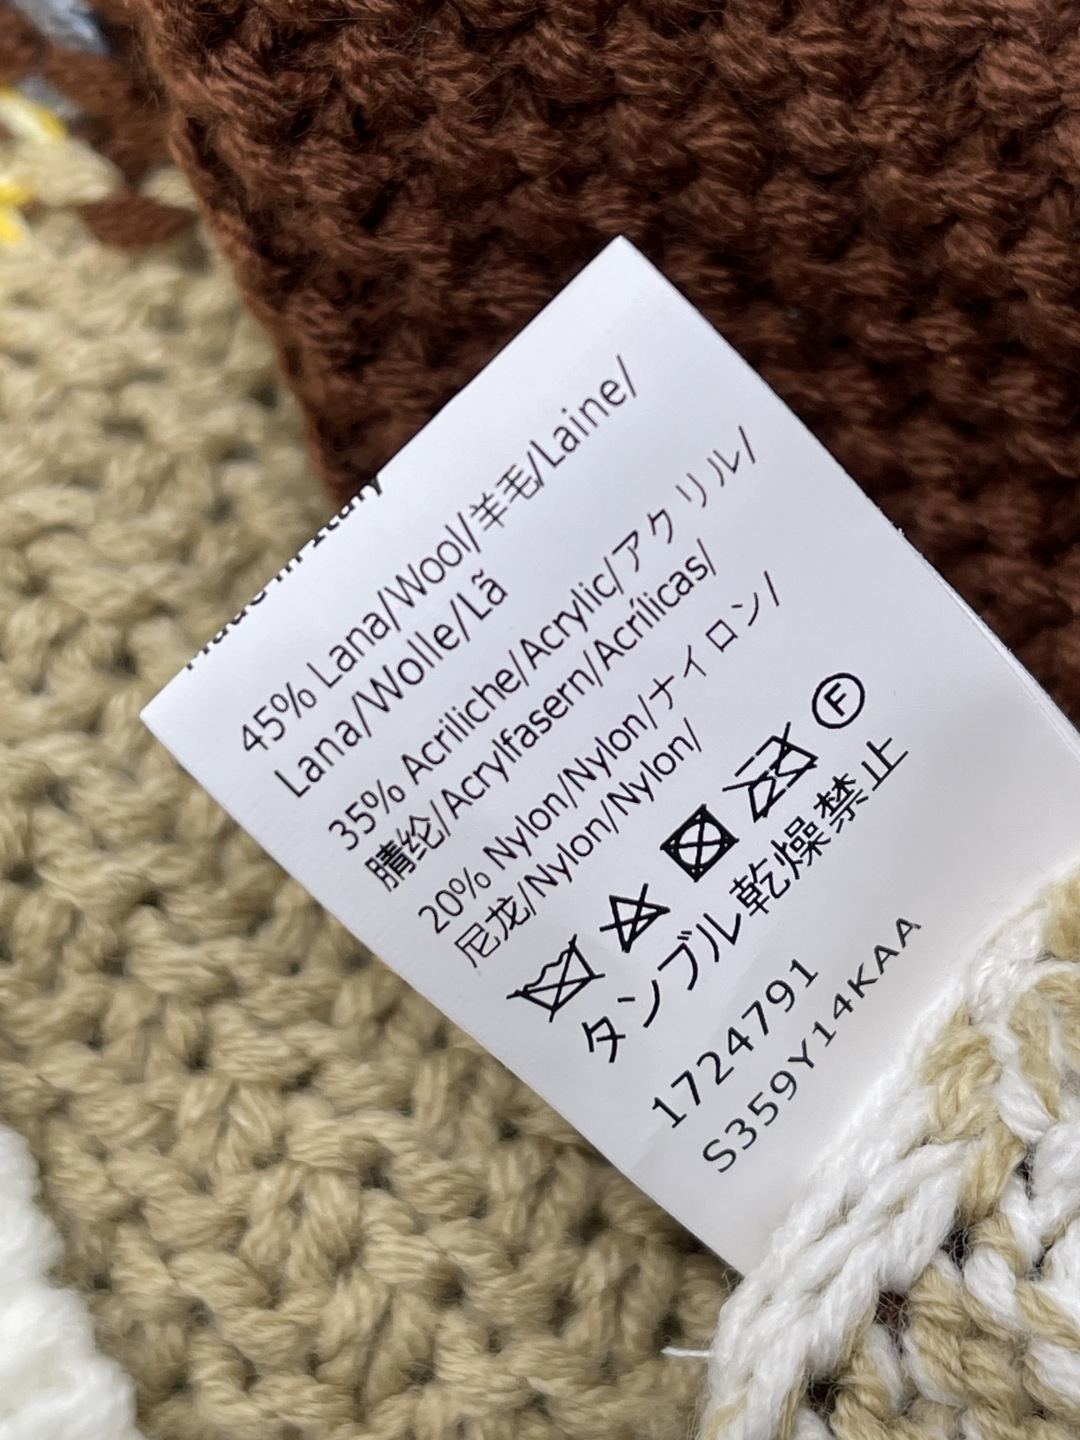 45% Lana/Wool/羊毛/Laine/
Lana/Wolle/Lã
35% Acriliche/Acrylic/アクリル/
腈纶/Acrylfasern/Acrílicas/
20% Nylon/Nylon/ナイロン/
尼龙/Nylon/Nylon/
F
タンブル乾燥禁止
1724791
S359Y14KAA